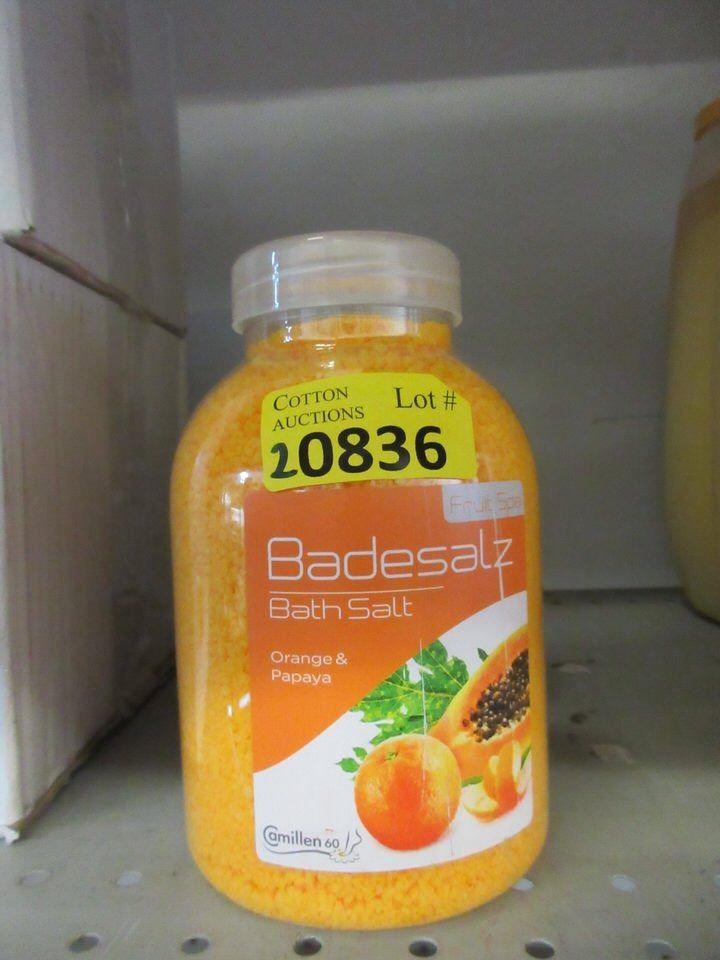 COTTON
AUCTIONS
Lot #
20836
Fruit Spa
Badesalz
Bath Salt
Orange &
Papaya
Camillen 60